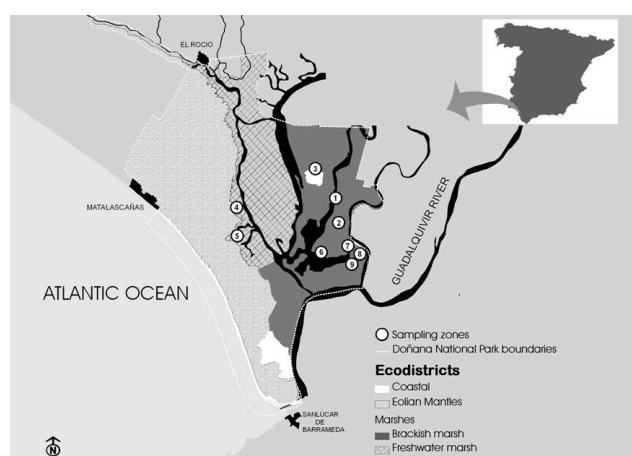 EL ROCIO
3
1
4
2
MATALASCAÑAS
5
7
6
8
9
GUADALQUIVIR RIVER
ATLANTIC OCEAN
Sampling zones
Doñana National Park boundaries
Ecodistricts
Coastal
Eolian Mantles
Marshes
Brackish marsh
Freshwater marsh
SANLÚCAR
DE
BARRAMEDA
N